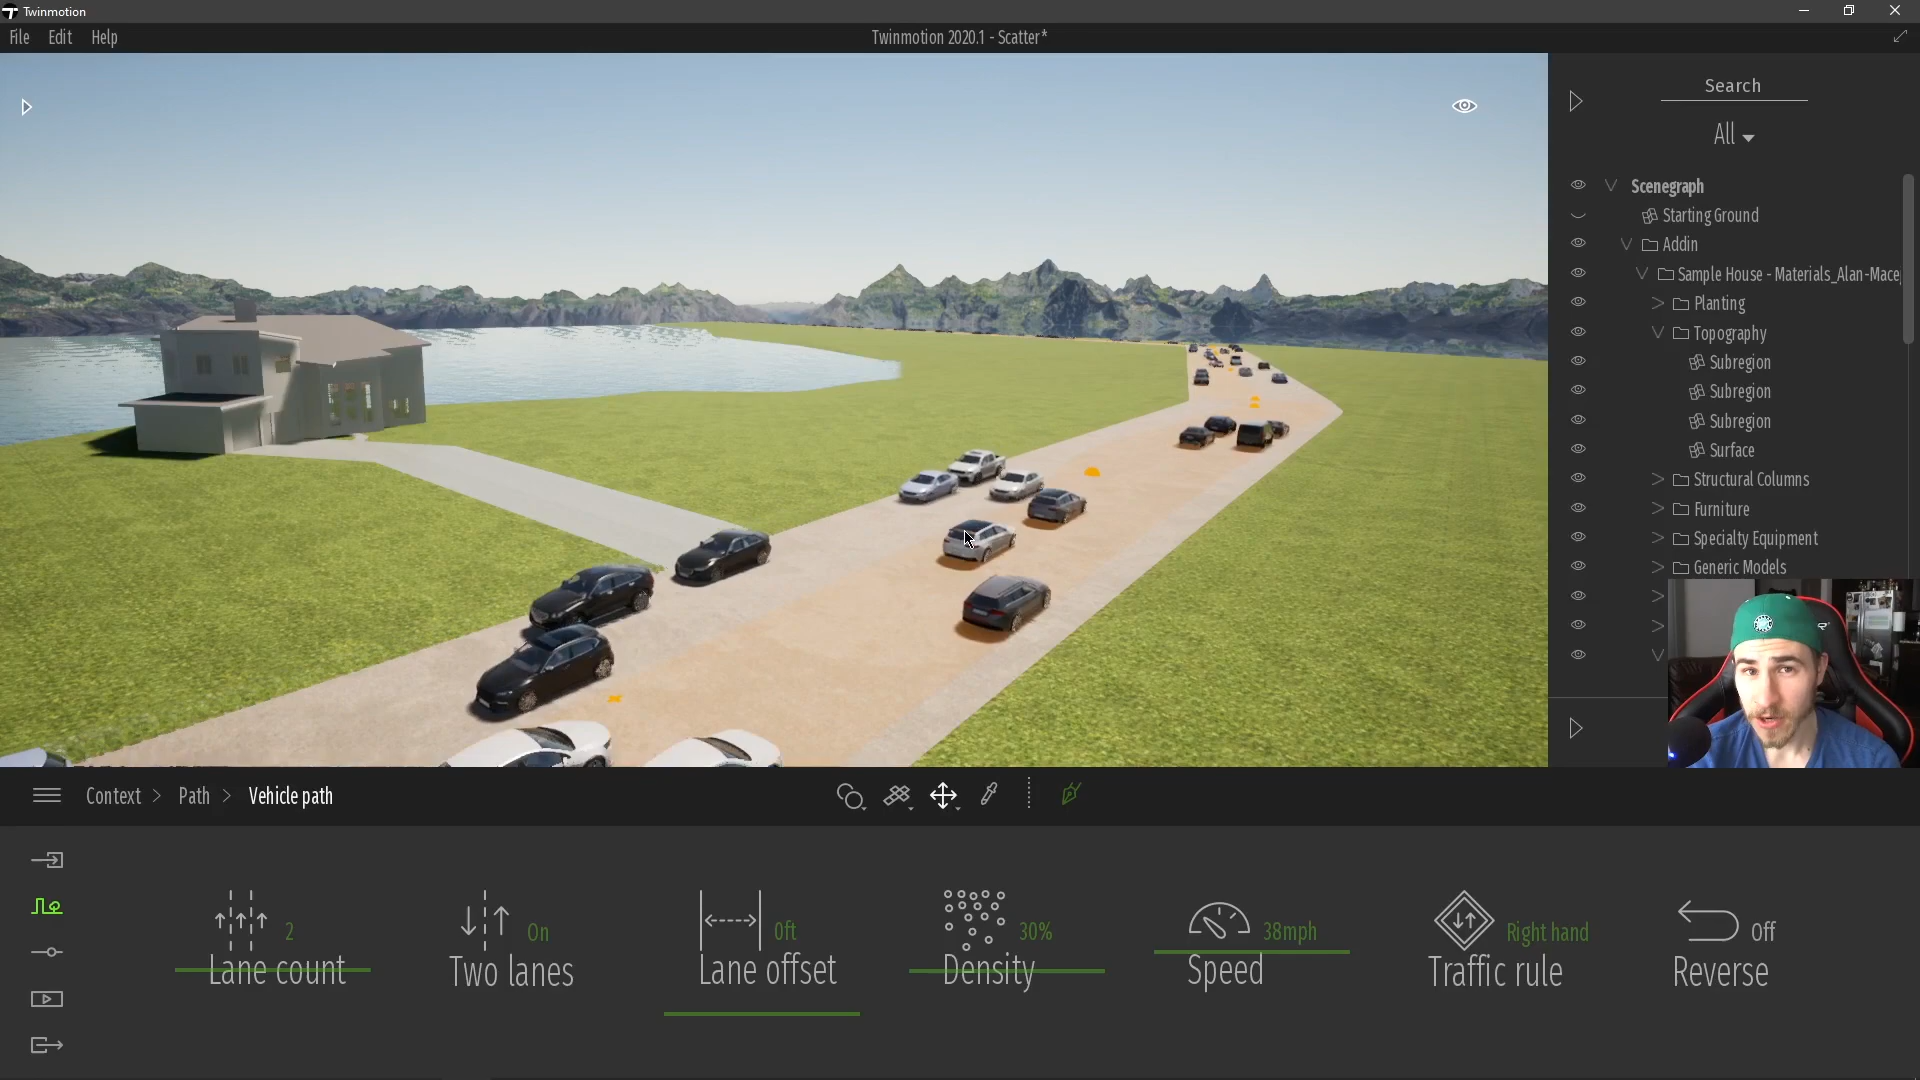 Twinmotion
File Edit Help
Twinmotion 2020.1 - Scatter*
Search
All
Scenegraph
Starting Ground
Addin
Sample House - Materials_Alan-Mace
Planting
Topography
Subregion
Subregion
Subregion
Surface
Structural Columns
Furniture
Specialty Equipment
Generic Models
Context > Path > Vehicle path
2
On
0ft
30%
38mph
Right hand
Off
Lane count
Two lanes
Lane offset
Density
Speed
Traffic rule
Reverse